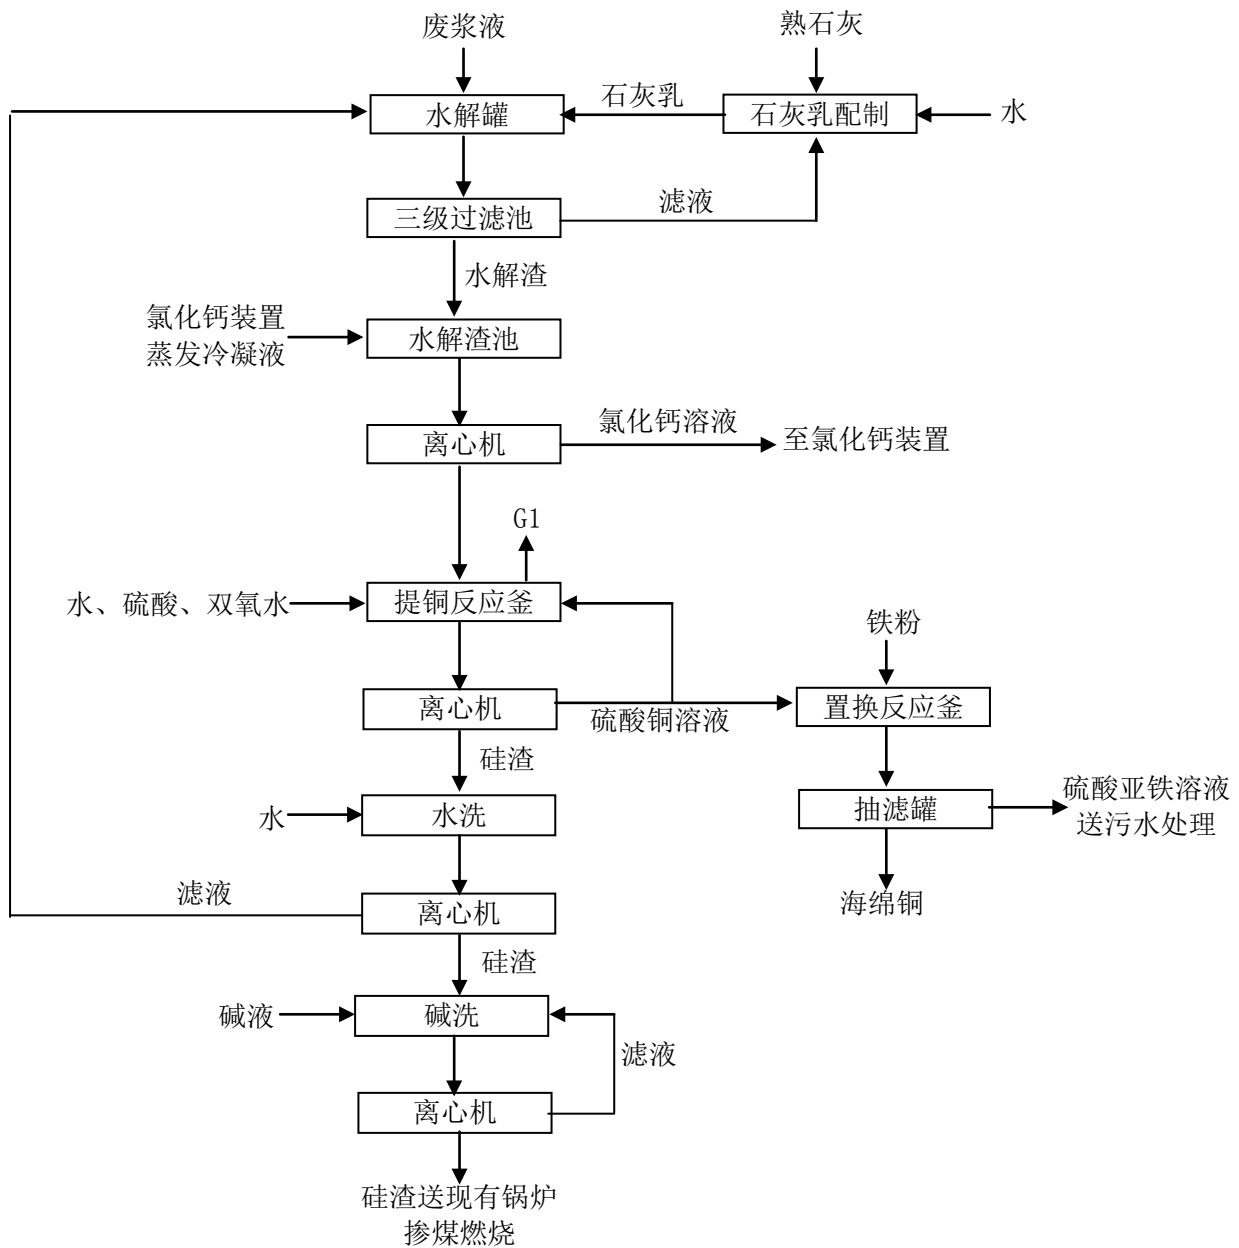 废浆液
熟石灰
水解罐
石灰乳
石灰乳配制
水
三级过滤池
滤液
水解渣
氯化钙装置
蒸发冷凝液
水解渣池
离心机
氯化钙溶液
至氯化钙装置
G1
水、硫酸、双氧水
提铜反应釜
铁粉
离心机
硫酸铜溶液
置换反应釜
硅渣
水
水洗
抽滤罐
硫酸亚铁溶液
送污水处理
滤液
离心机
海绵铜
硅渣
碱液
碱洗
滤液
离心机
硅渣送现有锅炉
掺煤燃烧